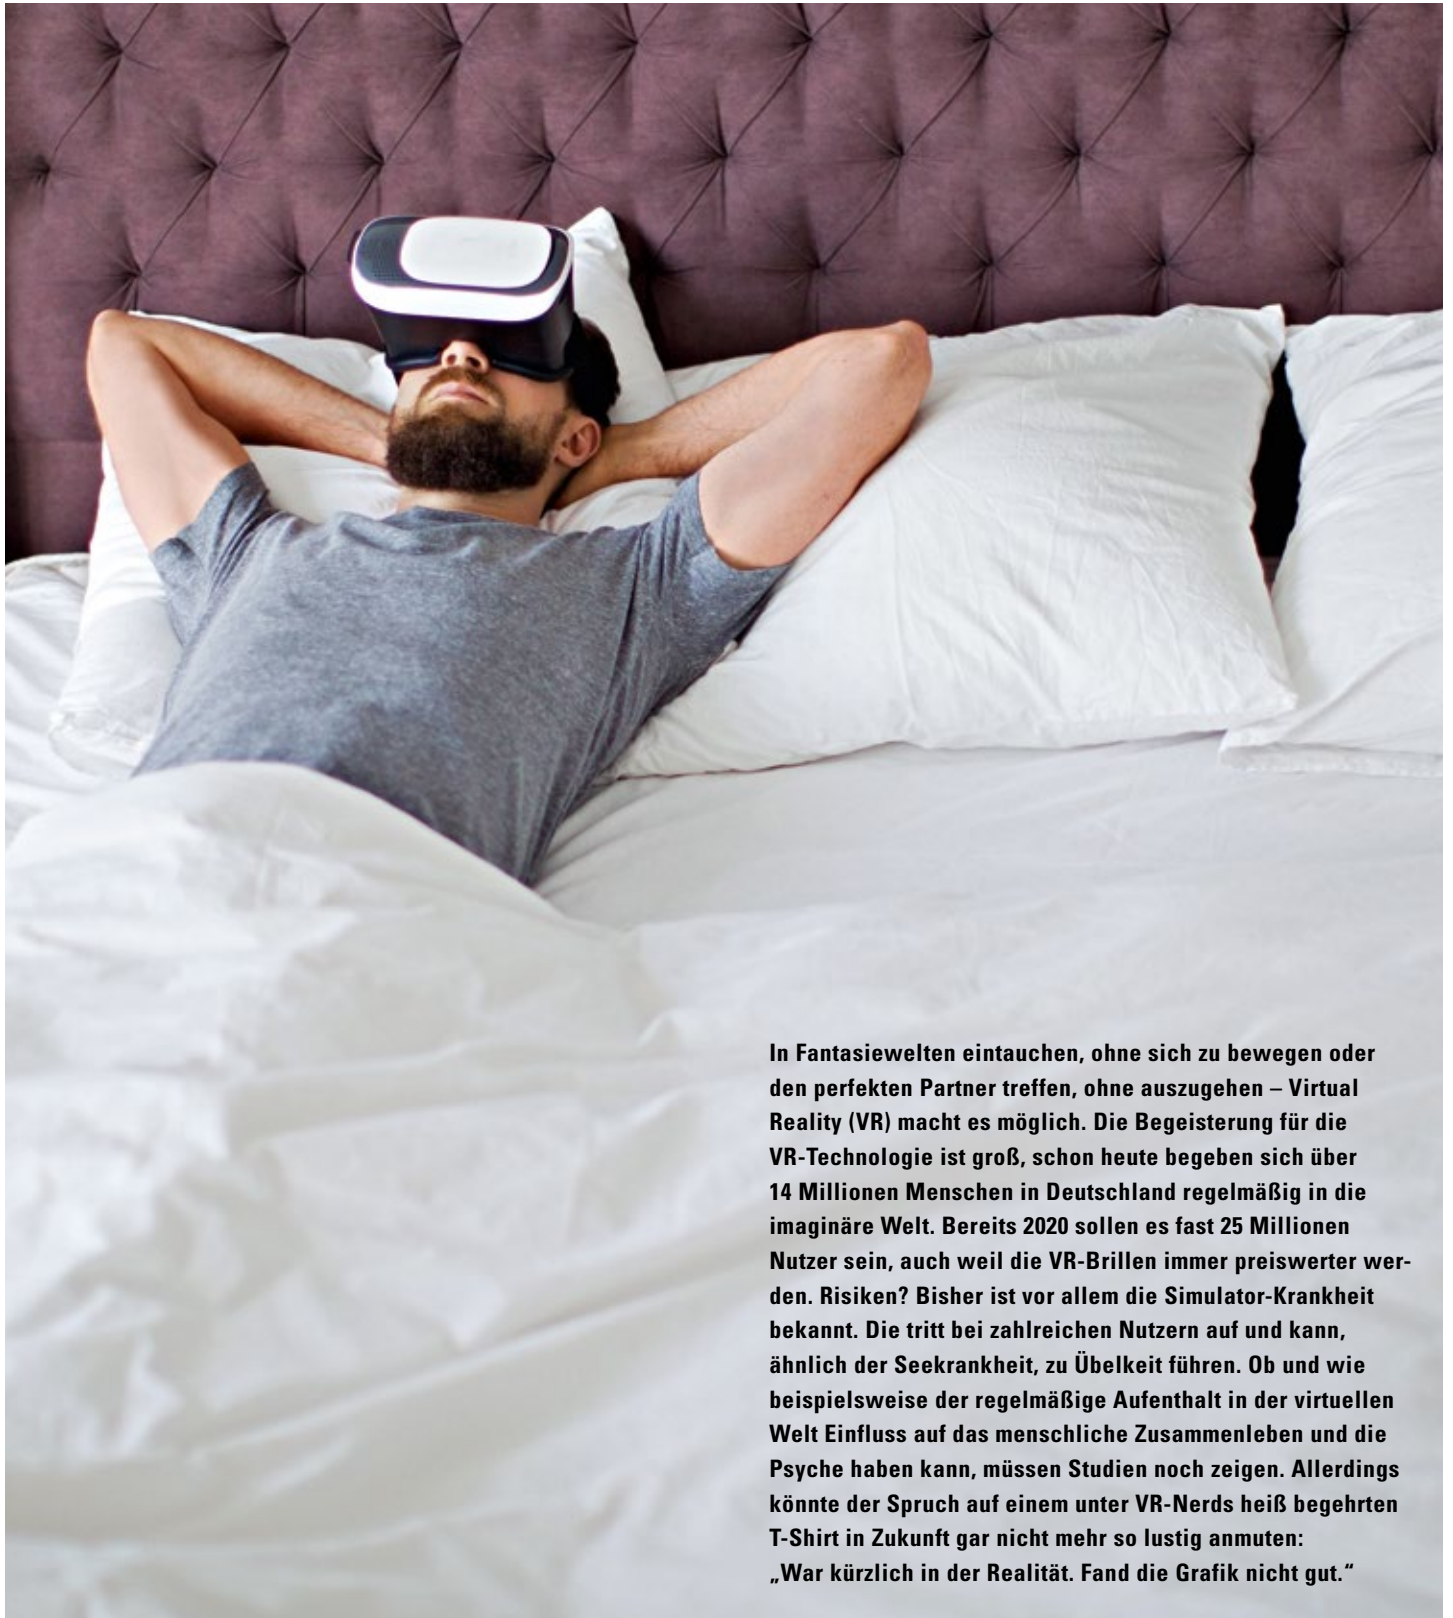 In Fantasiewelten eintauchen, ohne sich zu bewegen oder
den perfekten Partner treffen, ohne auszugehen – Virtual
Reality (VR) macht es möglich. Die Begeisterung für die
VR-Technologie ist groß, schon heute begeben sich über
14 Millionen Menschen in Deutschland regelmäßig in die
imaginäre Welt. Bereits 2020 sollen es fast 25 Millionen
Nutzer sein, auch weil die VR-Brillen immer preiswerter wer-
den. Risiken? Bisher ist vor allem die Simulator-Krankheit
bekannt. Die tritt bei zahlreichen Nutzern auf und kann,
ähnlich der Seekrankheit, zu Übelkeit führen. Ob und wie
beispielsweise der regelmäßige Aufenthalt in der virtuellen
Welt Einfluss auf das menschliche Zusammenleben und die
Psyche haben kann, müssen Studien noch zeigen. Allerdings
könnte der Spruch auf einem unter VR-Nerds heiß begehrten
T-Shirt in Zukunft gar nicht mehr so lustig anmuten:
„War kürzlich in der Realität. Fand die Grafik nicht gut.“